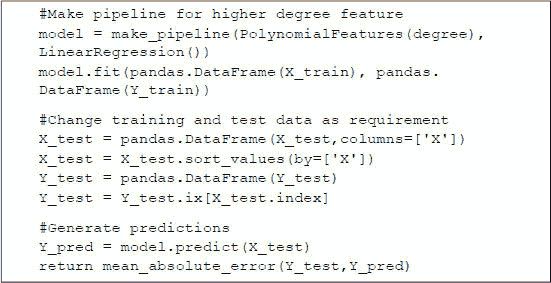 #Make pipeline for higher degree feature
model = make_pipeline(PolynomialFeatures(degree),
LinearRegression())
model.fit(pandas.DataFrame(X_train), pandas.
DataFrame(Y_train))
#Change training and test data as requirement
X_test = pandas.DataFrame(X_test,columns=['X'])
X_test = X_test.sort_values(by=['X'])
Y_test = pandas.DataFrame(Y_test)
Y_test = Y_test.ix[X_test.index]
#Generate predictions
Y_pred = model.predict(X_test)
return mean_absolute_error(Y_test,Y_pred)